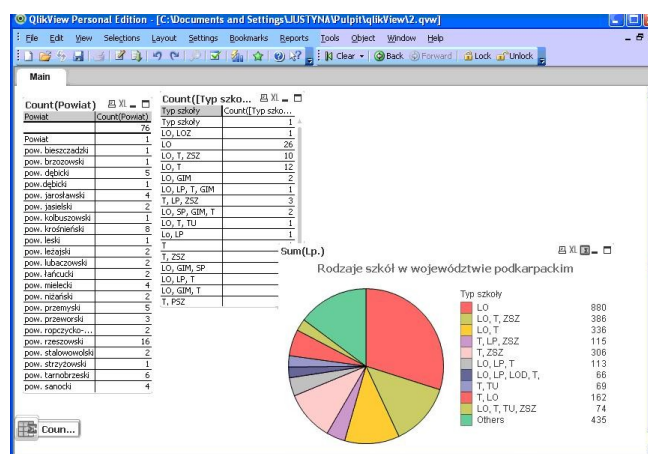 QlikView Personal Edition - [C:\Documents and Settings\JUSTYNA\Pulpit\qlikView\2.qvw]
File Edit View Selections Layout Settings Bookmarks Reports Tools Object Window Help
Clear Back Forward Lock Unlock
Main
Count(Powiat) XL
Powiat Count(Powiat)
76
Powiat 1
pow. bieszczadzki 1
pow. brzozowski 1
pow. dębicki 5
pow.dębicki 1
pow. jarosławski 4
pow. jasielski 2
pow. kolbuszowski 1
pow. krośnieński 8
pow. leski 1
pow. leżajski 2
pow. lubaczowski 2
pow. łańcucki 2
pow. mielecki 4
pow. niżański 2
pow. przemyski 5
pow. przeworski 3
pow. ropczycko-... 2
pow. rzeszowski 16
pow. stalowowolski 2
pow. strzyżowski 1
pow. tarnobrzeski 6
pow. sanocki 4
Coun...
Count([Typ szko... XL
Typ szkoły Count([Typ szko...
Typ szkoły 1
LO, LOZ 1
LO 26
LO, T, ZSZ 10
LO, T 12
LO, GIM 2
LO, LP, T, GIM 1
T, LP, ZSZ 3
LO, SP, GIM, T 2
LO, T, TU 1
Lo, LP 1
T
T, ZSZ
LO, GIM, SP
LO, LP, T
LO, GIM, T
T, PSZ
Sum(Lp.) XL
Rodzaje szkół w województwie podkarpackim
Typ szkoły
LO 880
LO, T, ZSZ 386
LO, T 336
T, LP, ZSZ 115
T, ZSZ 306
LO, LP, T 113
LO, LP, LOD, T, 66
T, TU 69
T, LO 162
LO, T, TU, ZSZ 74
Others 435